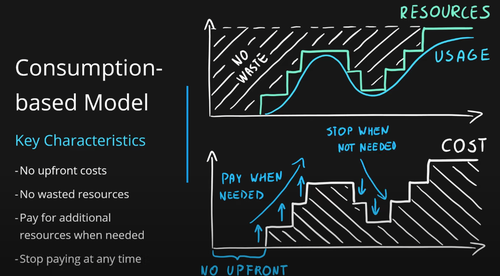 Consumption-
based Model
Key Characteristics
- No upfront costs
- No wasted resources
- Pay for additional
resources when needed
- Stop paying at any time
RESOURCES
USAGE
NO
WASTE
COST
STOP WHEN
NOT NEEDED
PAY WHEN
NEEDED
NO UPFRONT